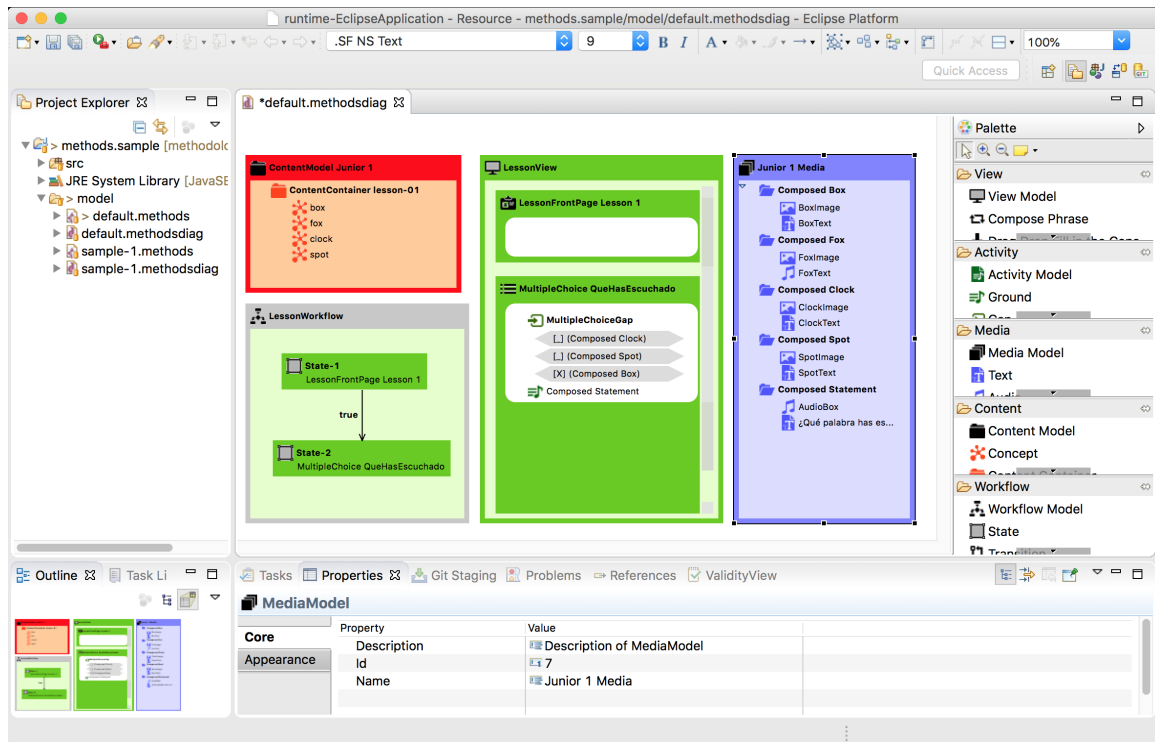 runtime-EclipseApplication - Resource - methods.sample/model/default.methodsdiag - Eclipse Platform
.SF NS Text
9
B I A
100%
Quick Access
Project Explorer
> methods.sample [methodolo
src
JRE System Library [JavaSE
> model
> default.methods
default.methodsdiag
sample-1.methods
sample-1.methodsdiag
*default.methodsdiag
ContentModel Junior 1
ContentContainer lesson-01
box
fox
clock
spot
LessonWorkflow
State-1
LessonFrontPage Lesson 1
true
State-2
MultipleChoice QueHasEscuchado
LessonView
LessonFrontPage Lesson 1
MultipleChoice QueHasEscuchado
MultipleChoiceGap
[_] (Composed Clock)
[_] (Composed Spot)
[X] (Composed Box)
Composed Statement
Junior 1 Media
Composed Box
BoxImage
BoxText
Composed Fox
FoxImage
FoxText
Composed Clock
ClockImage
ClockText
Composed Spot
SpotImage
SpotText
Composed Statement
AudioBox
¿Qué palabra has es...
Palette
View
View Model
Compose Phrase
Activity
Activity Model
Ground
Media
Media Model
Text
Content
Content Model
Concept
Workflow
Workflow Model
State
Outline
Task Li
Tasks
Properties
Git Staging
Problems
References
ValidityView
MediaModel
Core
Appearance
Property Value
Description Description of MediaModel
Id 7
Name Junior 1 Media